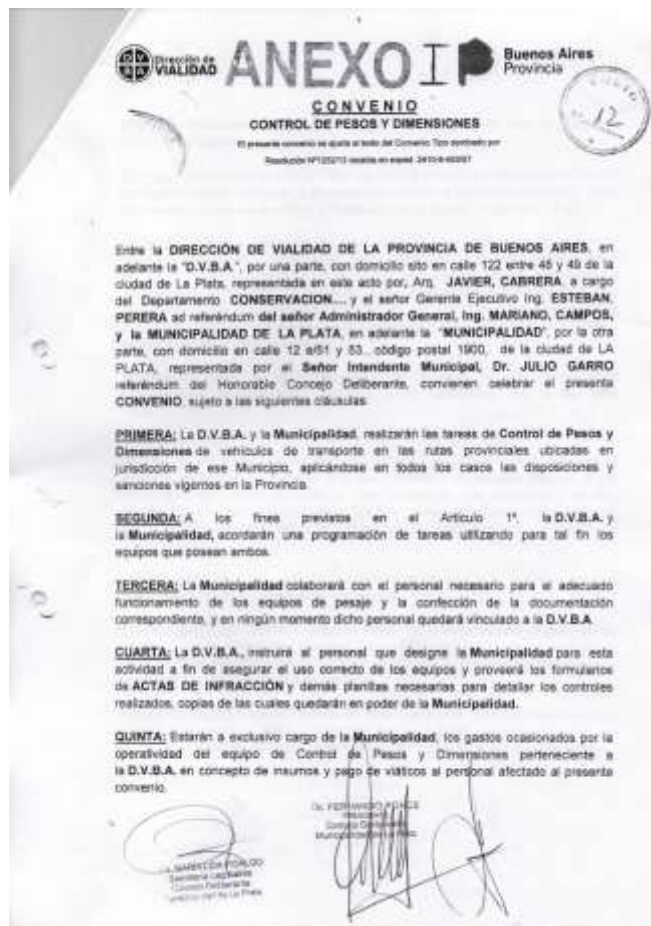 Dirección de
VIALIDAD
ANEXO I
Buenos Aires
Provincia
12
CONVENIO
CONTROL DE PESOS Y DIMENSIONES
El presente convenio se ajusta al texto del Convenio Tipo aprobado por
Entre la DIRECCIÓN DE VIALIDAD DE LA PROVINCIA DE BUENOS AIRES, en
adelante la "D.V.B.A.", por una parte, con domicilio sito en calle 122 entre 48 y 49 de la
ciudad de La Plata, representada en este acto por, Arq. JAVIER, CABRERA, a cargo
del Departamento CONSERVACION.... y el señor Gerente Ejecutivo Ing. ESTEBAN,
PERERA ad referéndum del señor Administrador General, Ing. MARIANO, CAMPOS,
y la MUNICIPALIDAD DE LA PLATA, en adelante la "MUNICIPALIDAD", por la otra
parte, con domicilio en calle 12 e/51 y 53.. código postal 1900, de la ciudad de LA
PLATA, representada por el Señor Intendente Municipal, Dr. JULIO GARRO
referéndum del Honorable Concejo Deliberante, convienen celebrar el presente
CONVENIO, sujeto a las siguientes cláusulas:
PRIMERA: La D.V.B.A. y la Municipalidad, realizarán las tareas de Control de Pesos y
Dimensiones de vehículos de transporte en las rutas provinciales ubicadas en
jurisdicción de ese Municipio, aplicándose en todos los casos las disposiciones y
sanciones vigentes en la Provincia.
SEGUNDA: A los fines previstos en el Artículo 1º, la D.V.B.A. y
la Municipalidad, acordarán una programación de tareas utilizando para tal fin los
equipos que posean ambos.
TERCERA: La Municipalidad colaborará con el personal necesario para el adecuado
funcionamiento de los equipos de pesaje y la confección de la documentación
correspondiente, y en ningún momento dicho personal quedará vinculado a la D.V.B.A.
CUARTA: La D.V.B.A., instruirá al personal que designe la Municipalidad para esta
actividad a fin de asegurar el uso correcto de los equipos y proveerá los formularios
de ACTAS DE INFRACCIÓN y demás planillas necesarias para detallar los controles
realizados, copias de las cuales quedarán en poder de la Municipalidad.
QUINTA: Estarán a exclusivo cargo de la Municipalidad, los gastos ocasionados por la
operatividad del equipo de Control de Pesos y Dimensiones perteneciente a
la D.V.B.A. en concepto de insumos y pago de viáticos al personal afectado al presente
convenio.